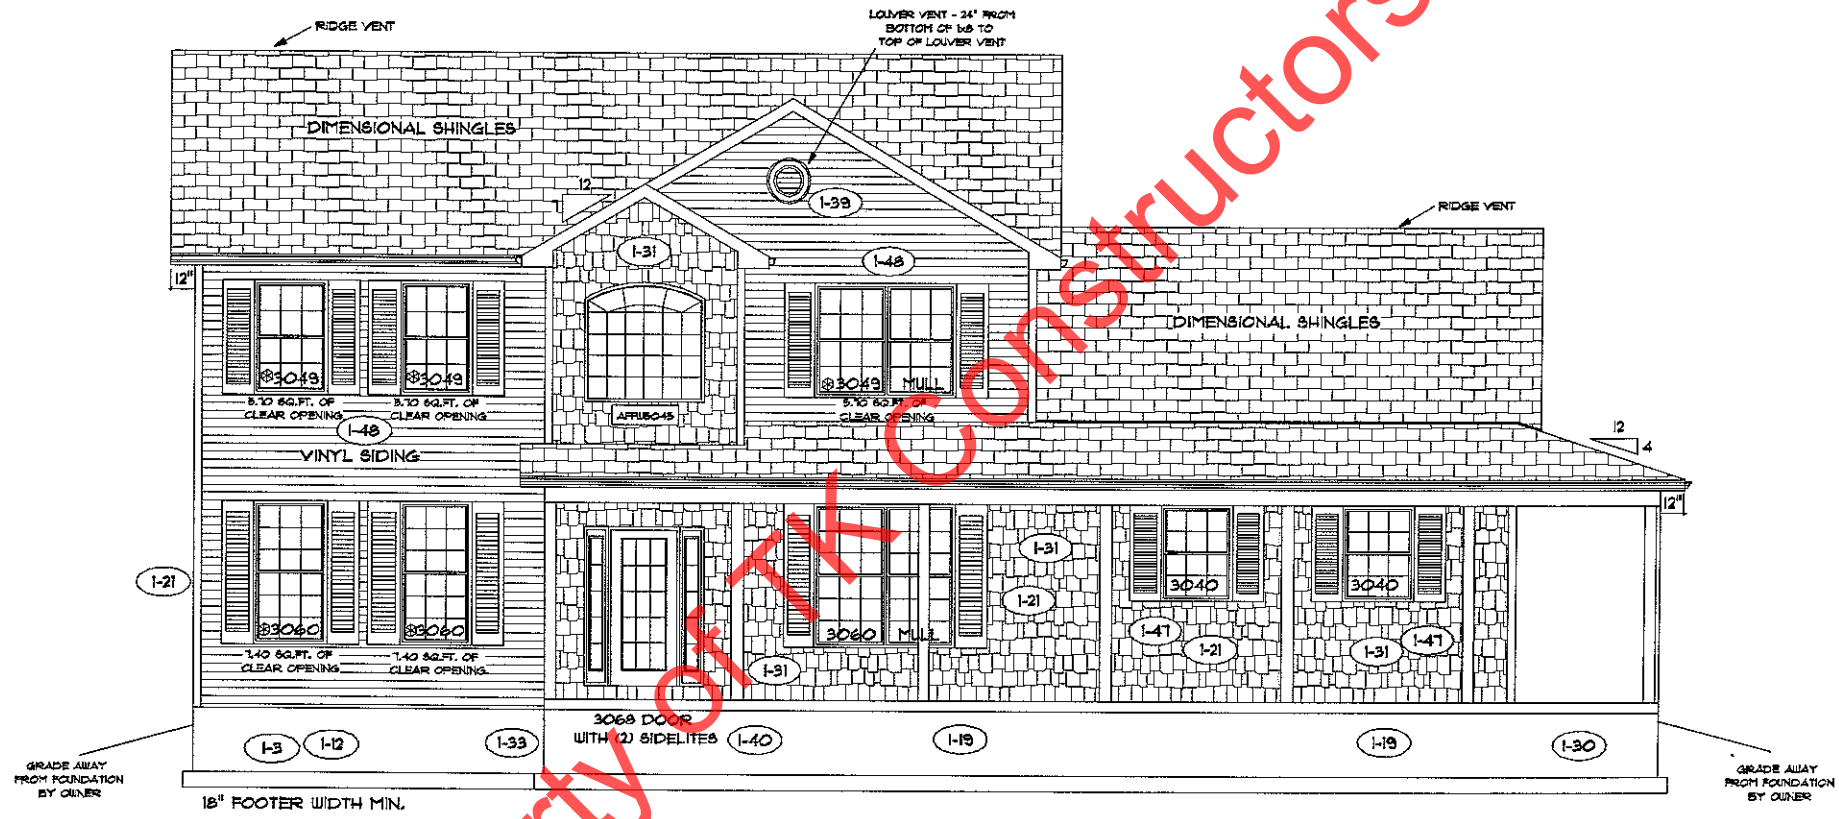 RIDGE VENT
LOUVER VENT - 24" FROM
BOTTOM OF 1x8 TO
TOP OF LOUVER VENT
DIMENSIONAL SHINGLES
12
1-39
RIDGE VENT
1-31
1-48
12"
DIMENSIONAL SHINGLES
3049
3049
3049 MULL
5.70 SQ.FT. OF
CLEAR OPENING
5.70 SQ.FT. OF
CLEAR OPENING
5.70 SQ.FT. OF
CLEAR OPENING
1-48
VINYL SIDING
12
4
12"
1-31
1-21
3040
3040
1-21
3060
3060
3060 MULL
1-47
1-21
1-31
1-47
7.40 SQ.FT. OF
CLEAR OPENING
7.40 SQ.FT. OF
CLEAR OPENING
1-31
3068 DOOR
WITH (2) SIDELITES
1-3
1-12
1-33
1-40
1-19
1-19
1-30
GRADE AWAY
FROM FOUNDATION
BY OWNER
GRADE AWAY
FROM FOUNDATION
BY OWNER
18" FOOTER WIDTH MIN.
rty of TK Constructors